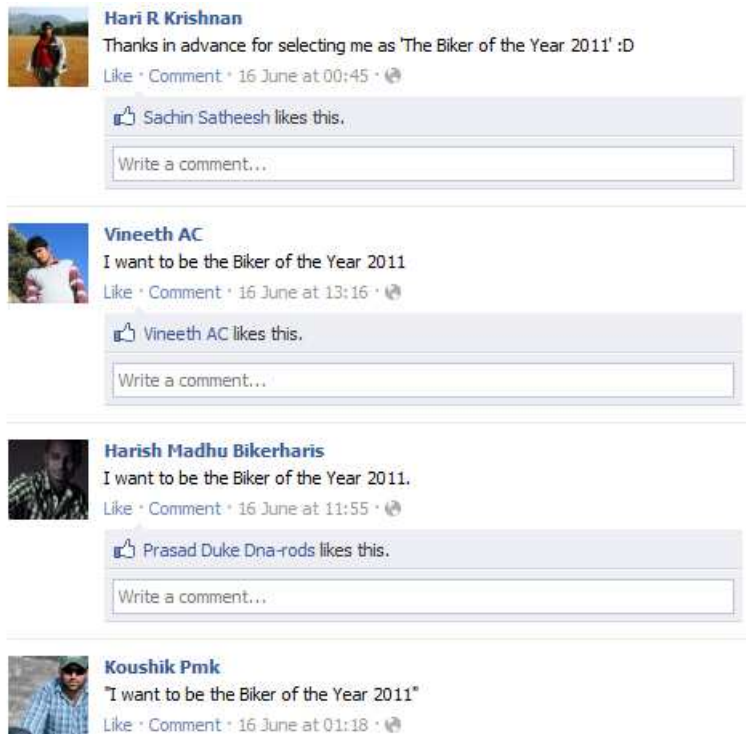 Hari R Krishnan
Thanks in advance for selecting me as 'The Biker of the Year 2011' :D
Like · Comment · 16 June at 00:45 ·
Sachin Satheesh likes this.
Write a comment...
Vineeth AC
I want to be the Biker of the Year 2011
Like · Comment · 16 June at 13:16 ·
Vineeth AC likes this.
Write a comment...
Harish Madhu Bikerharis
I want to be the Biker of the Year 2011.
Like · Comment · 16 June at 11:55 ·
Prasad Duke Dna-rods likes this.
Write a comment...
Koushik Pmk
"I want to be the Biker of the Year 2011"
Like · Comment · 16 June at 01:18 ·